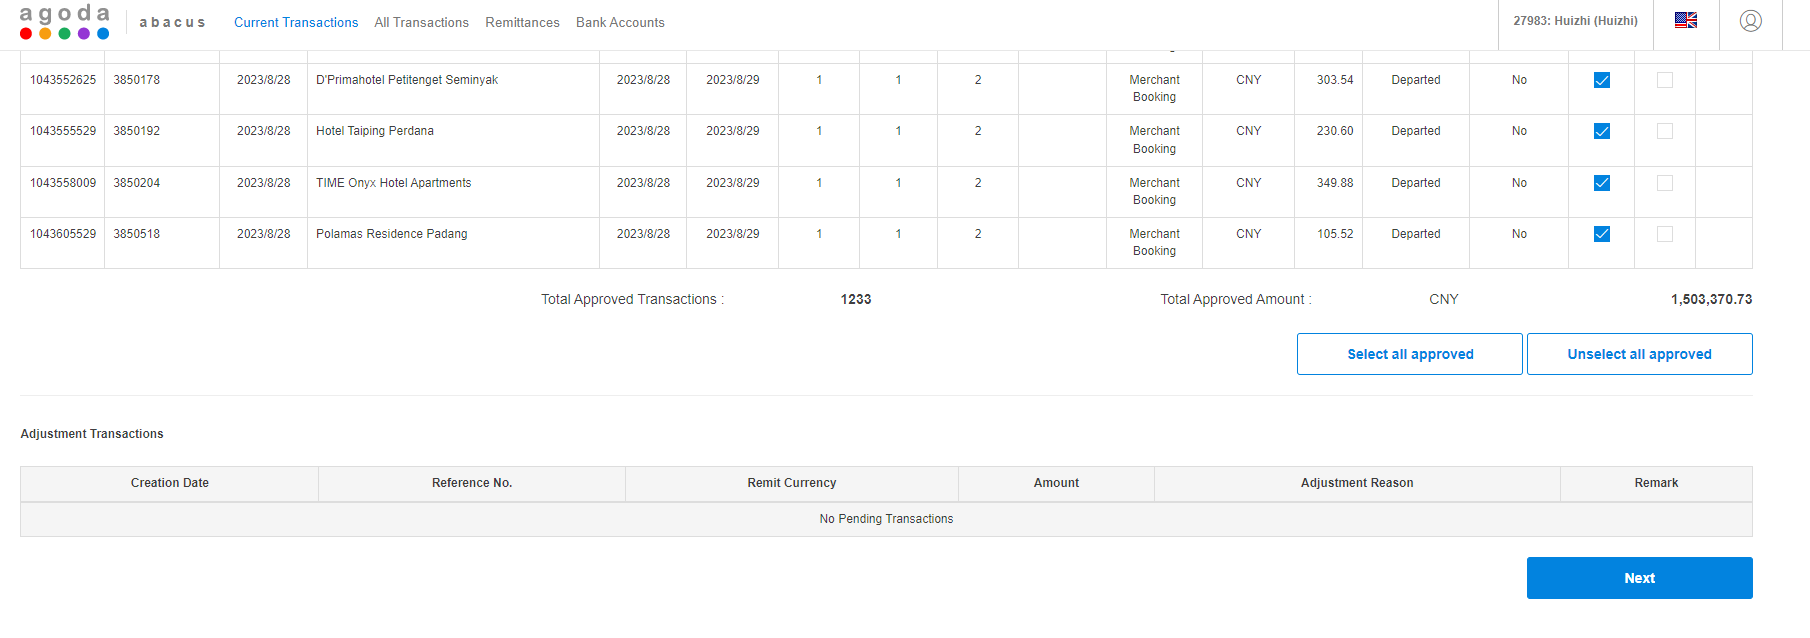 agoda
abacus
Current Transactions
All Transactions
Remittances
Bank Accounts
27983: Huizhi (Huizhi)
1043552625 3850178 2023/8/28 D'Primahotel Petitenget Seminyak 2023/8/28 2023/8/29 1 1 2 Merchant Booking CNY 303.54 Departed No
1043555529 3850192 2023/8/28 Hotel Taiping Perdana 2023/8/28 2023/8/29 1 1 2 Merchant Booking CNY 230.60 Departed No
1043558009 3850204 2023/8/28 TIME Onyx Hotel Apartments 2023/8/28 2023/8/29 1 1 2 Merchant Booking CNY 349.88 Departed No
1043605529 3850518 2023/8/28 Polamas Residence Padang 2023/8/28 2023/8/29 1 1 2 Merchant Booking CNY 105.52 Departed No
Total Approved Transactions : 1233 Total Approved Amount : CNY 1,503,370.73
Select all approved
Unselect all approved
Adjustment Transactions
Creation Date Reference No. Remit Currency Amount Adjustment Reason Remark
No Pending Transactions
Next